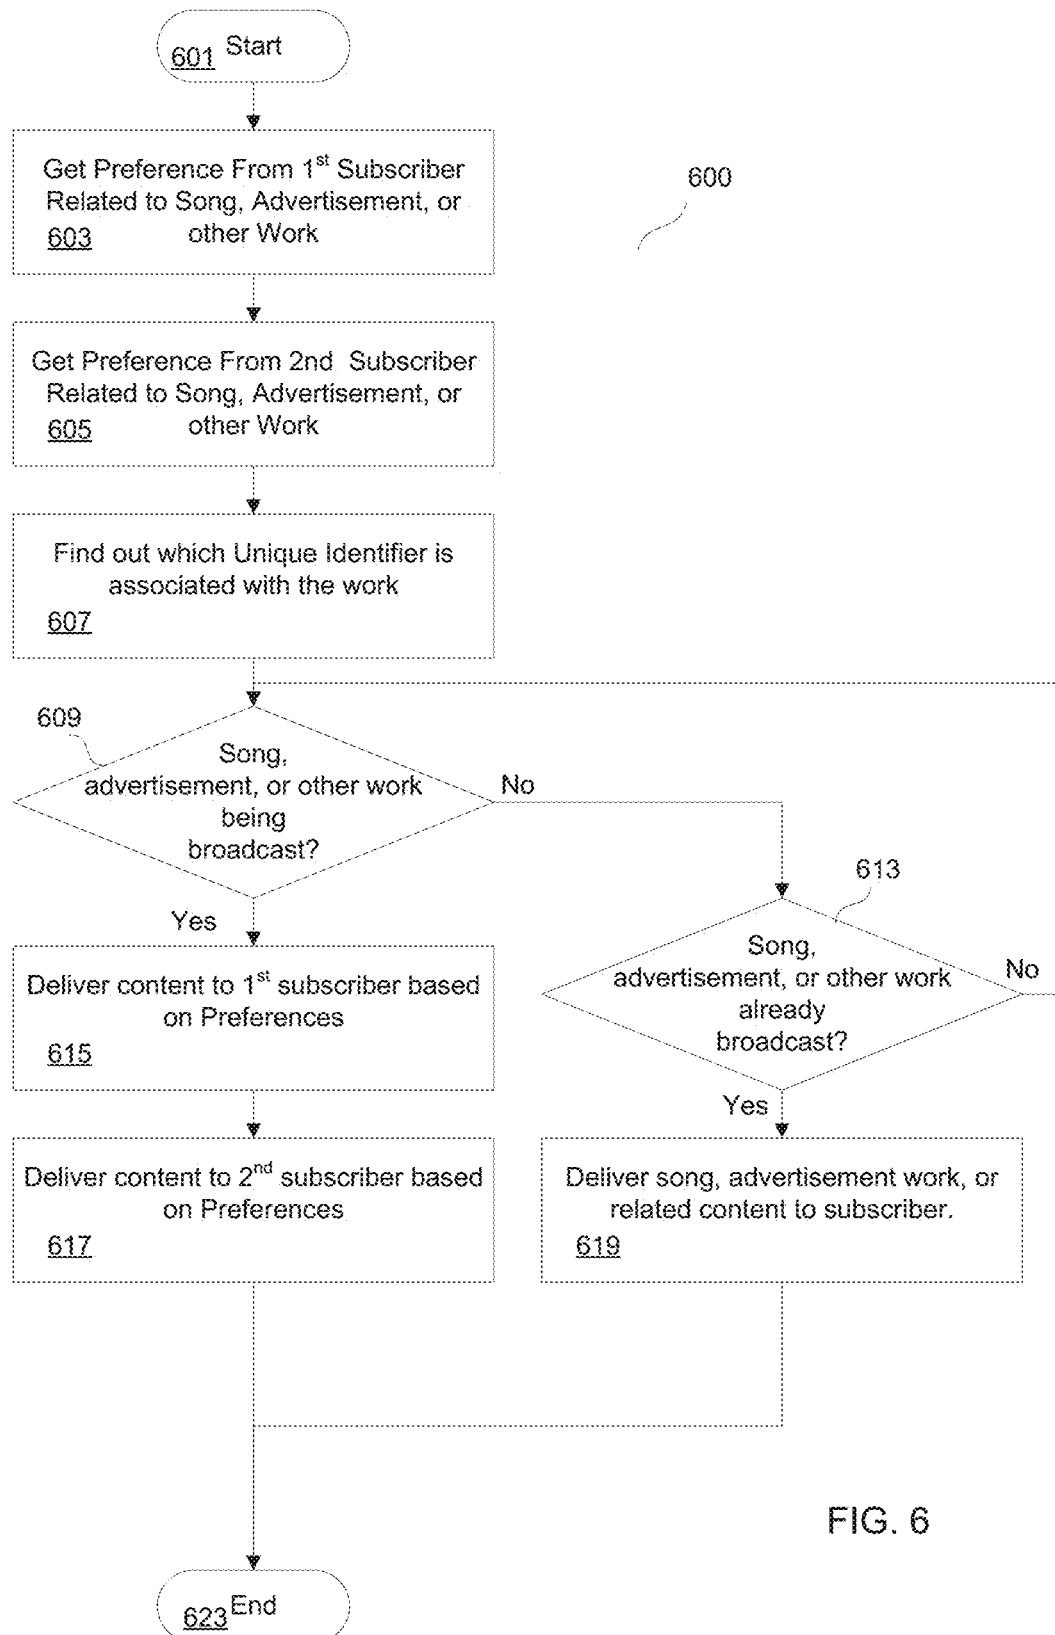 601 Start
Get Preference From 1st Subscriber
Related to Song, Advertisement, or
other Work
603
600
Get Preference From 2nd Subscriber
Related to Song, Advertisement, or
other Work
605
Find out which Unique Identifier is
associated with the work
607
609
Song,
advertisement, or other work
being
broadcast?
No
Yes
613
Song,
advertisement, or other work
already
broadcast?
No
Yes
Deliver content to 1st subscriber based
on Preferences
615
Deliver content to 2nd subscriber based
on Preferences
617
Deliver song, advertisement work, or
related content to subscriber.
619
FIG. 6
623 End